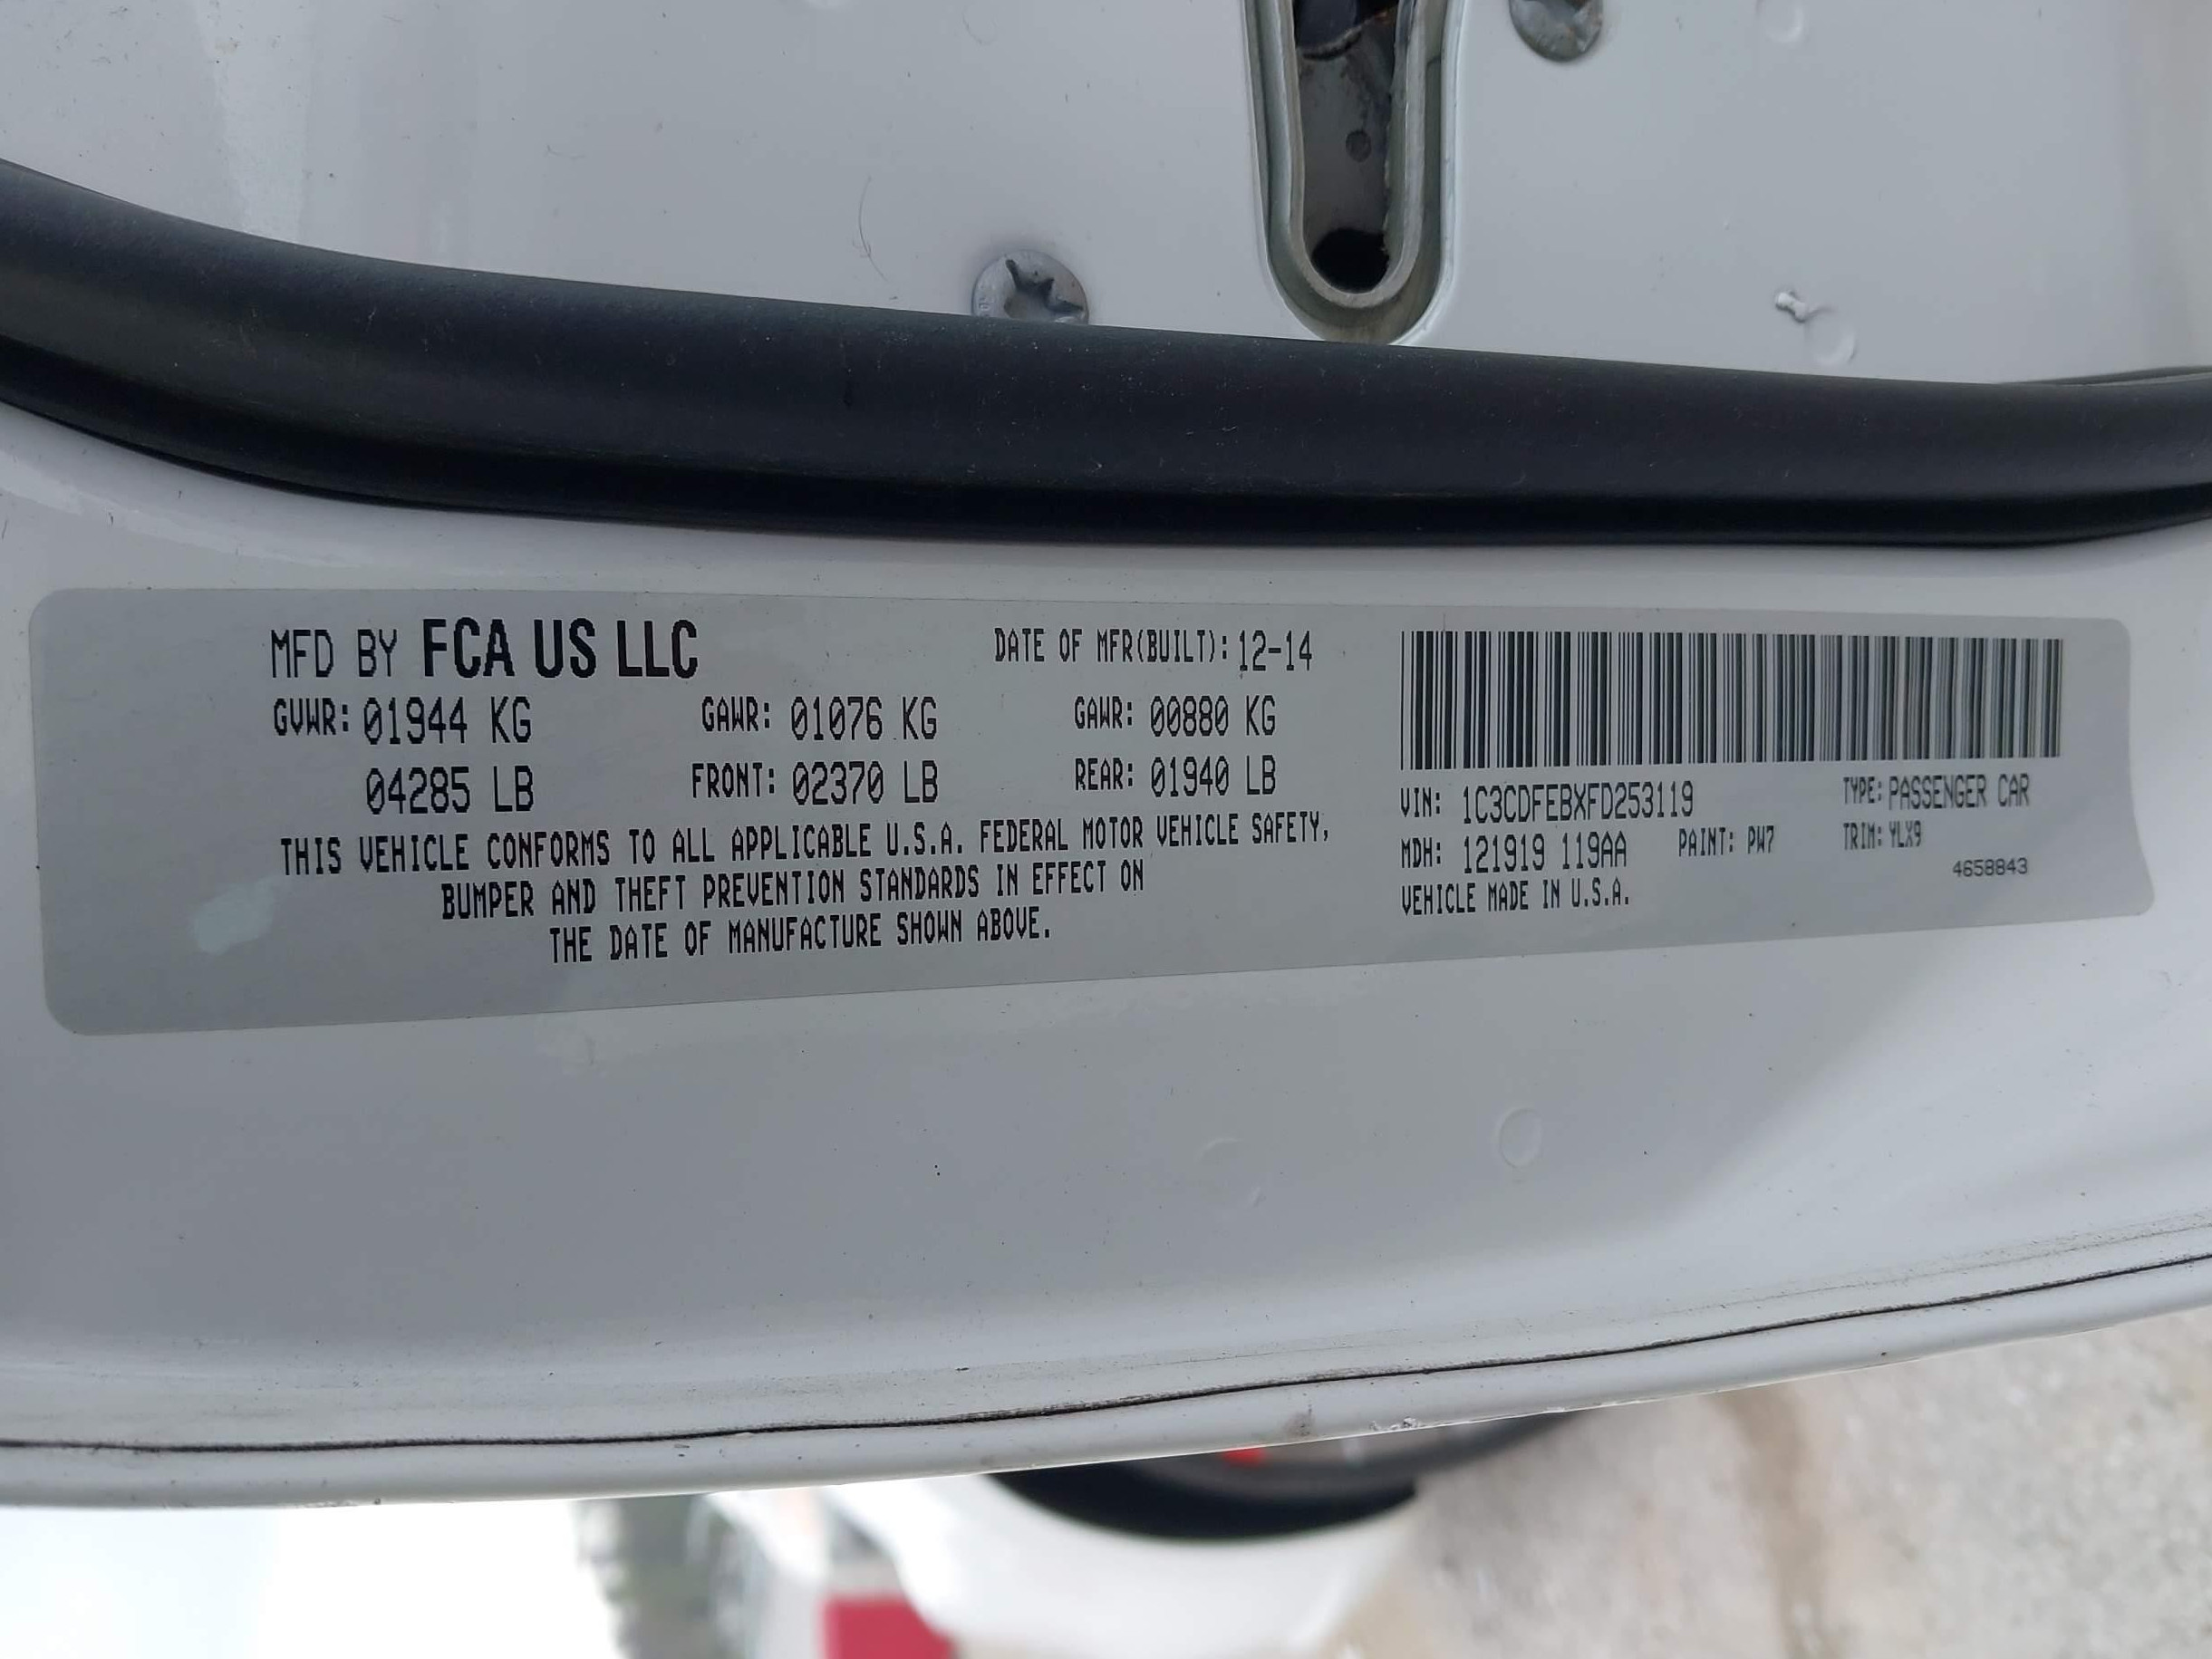 MFD BY FCA US LLC DATE OF MFR(BUILT): 12-14
GVWR: 01944 KG GAWR: 01076 KG GAWR: 00880 KG
04285 LB FRONT: 02370 LB REAR: 01940 LB
THIS VEHICLE CONFORMS TO ALL APPLICABLE U.S.A. FEDERAL MOTOR VEHICLE SAFETY,
BUMPER AND THEFT PREVENTION STANDARDS IN EFFECT ON
THE DATE OF MANUFACTURE SHOWN ABOVE.
VIN: 1C3CDFEBXFD253119 TYPE: PASSENGER CAR
MDH: 121919 119AA PAINT: PW7 TRIM: YLX9
VEHICLE MADE IN U.S.A. 4658843